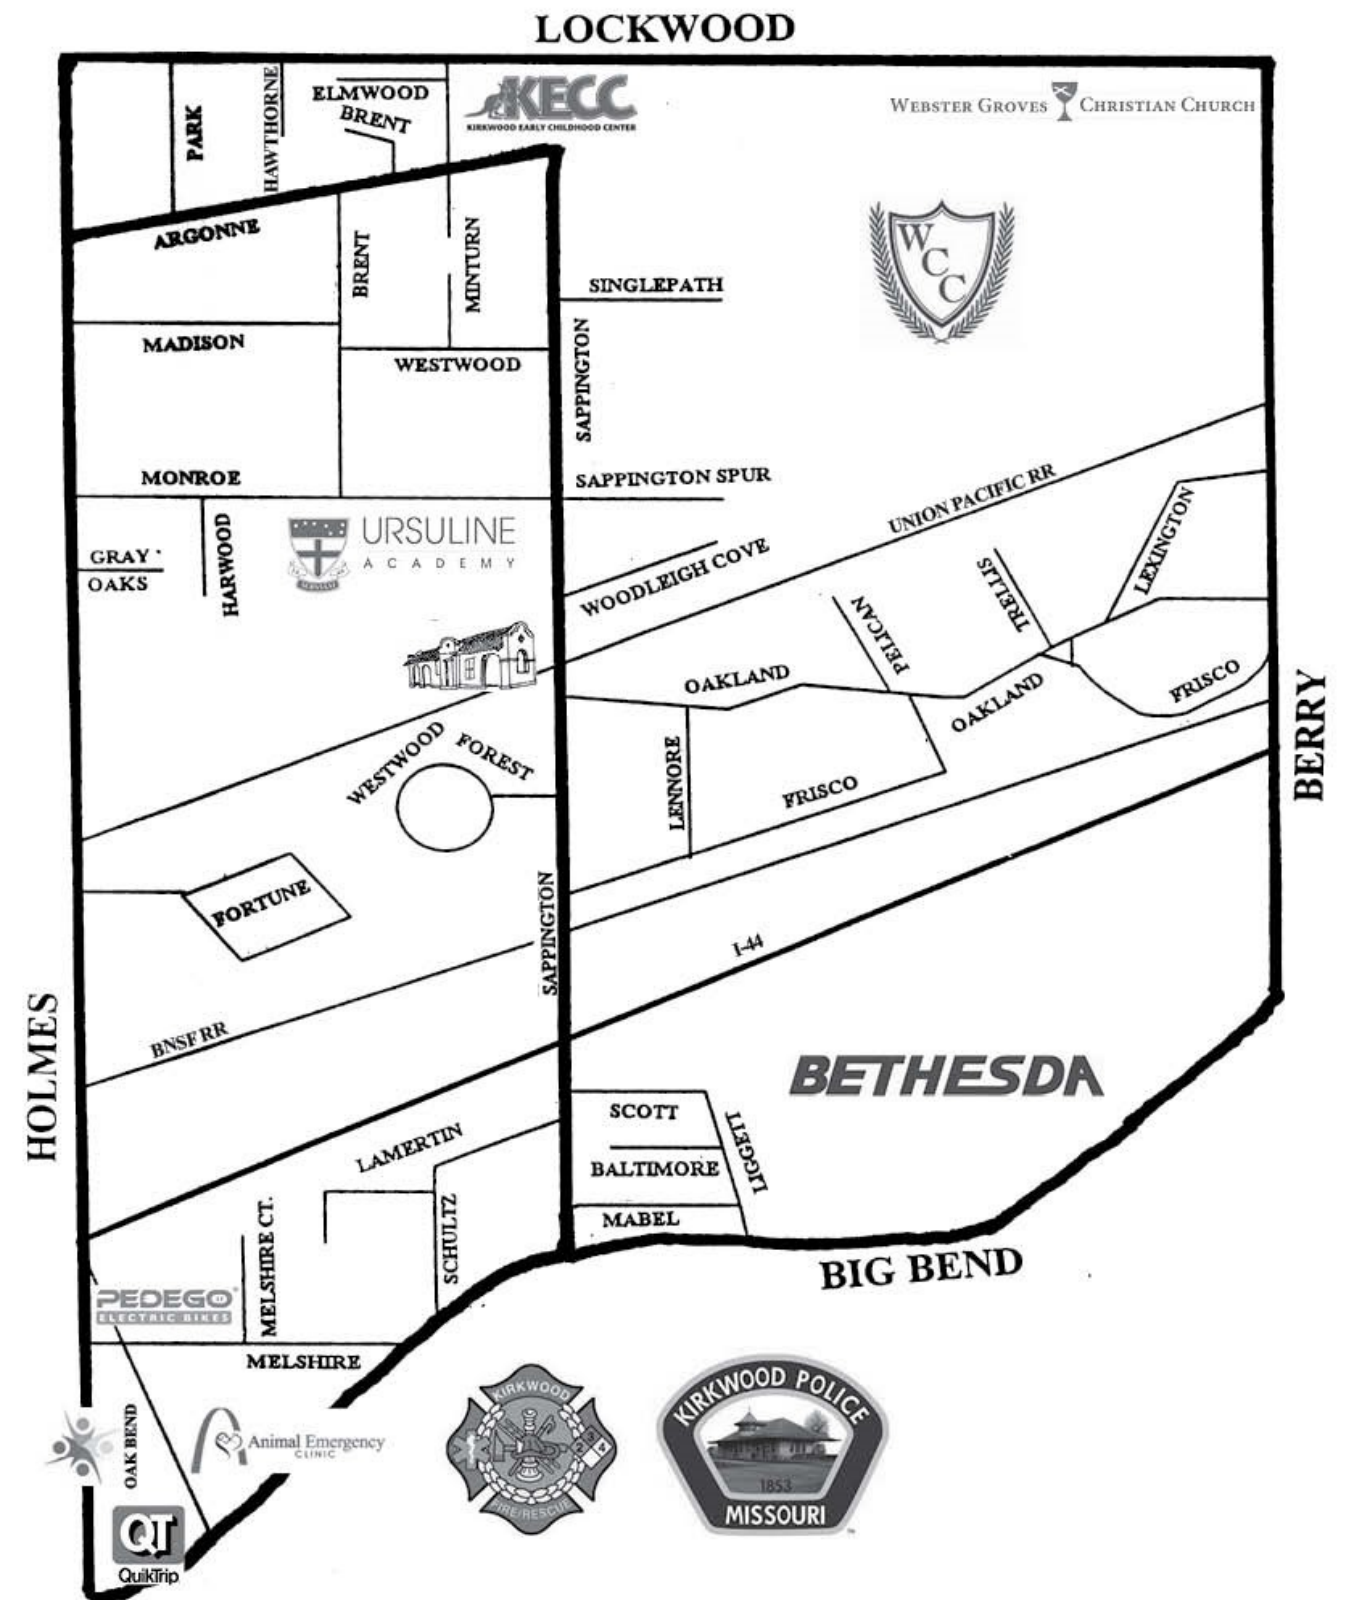 LOCKWOOD
PARK
HAWTHORNE
ELMWOOD
BRENT
KECC
KIRKWOOD EARLY CHILDHOOD CENTER
WEBSTER GROVES CHRISTIAN CHURCH
ARGONNE
BRENT
MINTURN
W
C
C
SINGLEPATH
MADISON
WESTWOOD
SAPPINGTON
MONROE
SAPPINGTON SPUR
UNION PACIFIC RR
GRAY
OAKS
HARWOOD
URSULINE
ACADEMY
WOODLEIGH COVE
LEXINGTON
TRELLIS
PELICAN
OAKLAND
OAKLAND
FRISCO
BERRY
WESTWOOD FOREST
LENNORE
FRISCO
FORTUNE
SAPPINGTON
I-44
BNSF RR
HOLMES
BETHESDA
SCOTT
LIGGETT
BALTIMORE
MABEL
LAMERTIN
SCHULTZ
MELSHIRE CT.
BIG BEND
PEDEGO
ELECTRIC BIKES
MELSHIRE
OAK BEND
Animal Emergency
CLINIC
KIRKWOOD
3
2 4
FIRE/RESCUE
KIRKWOOD POLICE
1853
MISSOURI
QT
QuikTrip